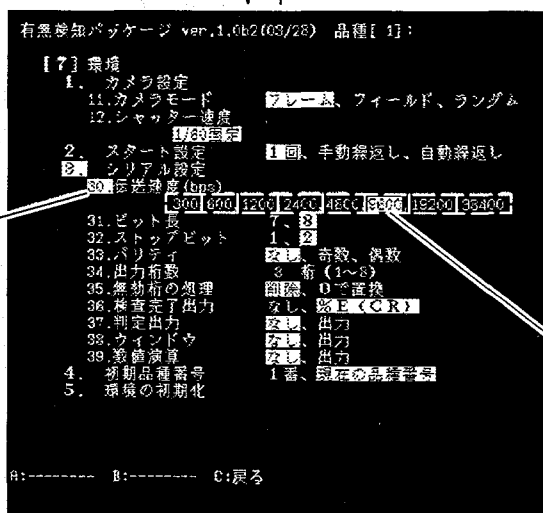 有無検知パッケージ ver.1.0b2(03/28) 品種[ 1]:
[7] 環境
1. カメラ設定
11.カメラモード フレーム、フィールド、ランダム
12.シャッター速度
1/60固定
2. スタート設定 1回、手動繰返し、自動繰返し
3. シリアル設定
30.伝送速度(bps)
300 600 1200 2400 4800 9600 19200 38400
31.ビット長 7、8
32.ストップビット 1、2
33.パリティ なし、奇数、偶数
34.出力桁数 3 桁(1~8)
35.無効桁の処理 削除、0で置換
36.検査完了出力 なし、%E(CR)
37.判定出力 なし、出力
38.ウィンドウ なし、出力
39.数値演算 なし、出力
4. 初期品種番号 1番、現在の品種番号
5. 環境の初期化
A:-------- B:-------- C:戻る